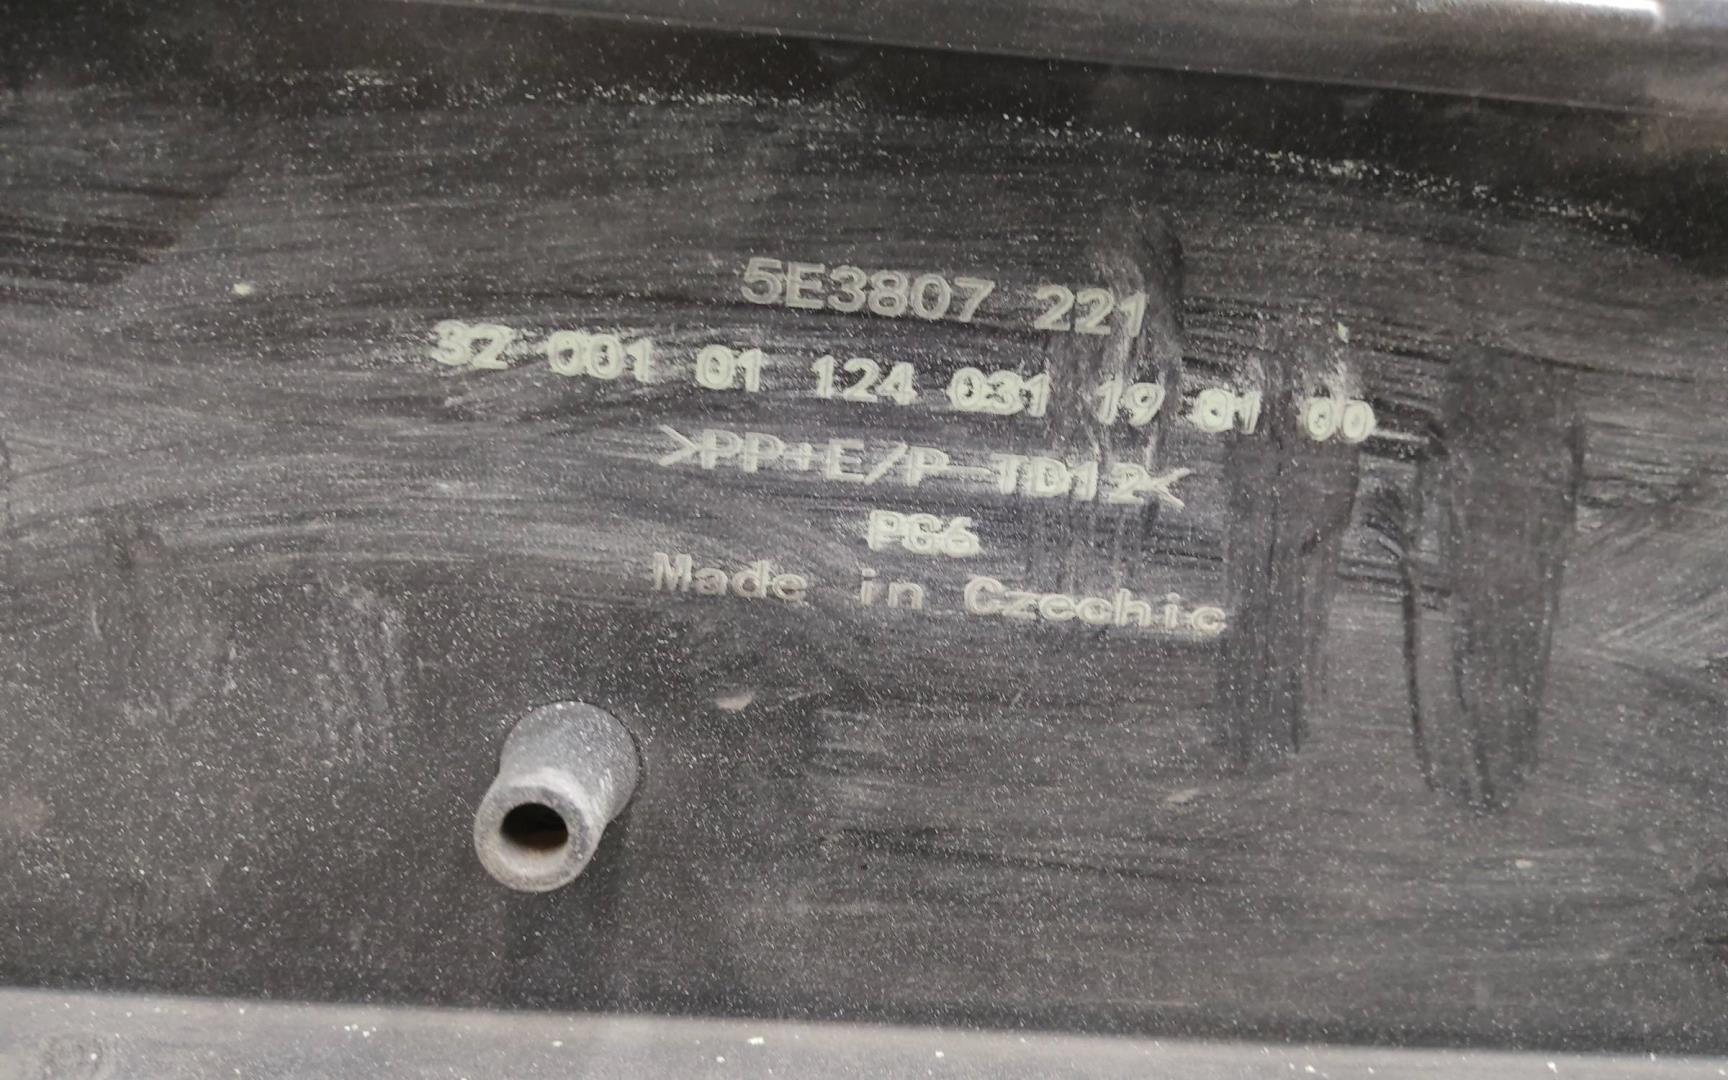 5E3807 221
32 001 01 124 031 19 01 00
>PP+E/P-TD12<
P66
Made in Czechic